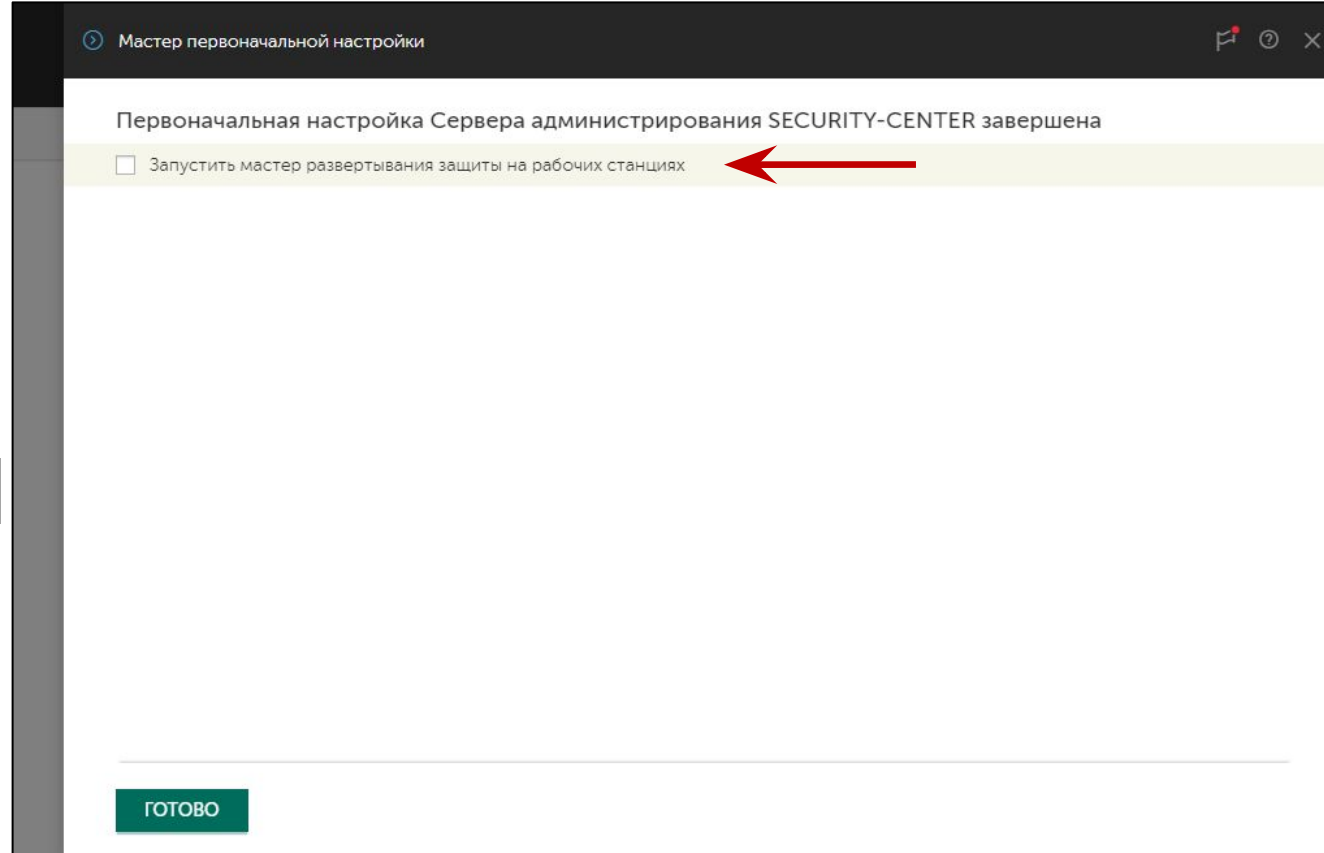 Мастер первоначальной настройки
Первоначальная настройка Сервера администрирования SECURITY-CENTER завершена
Запустить мастер развертывания защиты на рабочих станциях
ГОТОВО